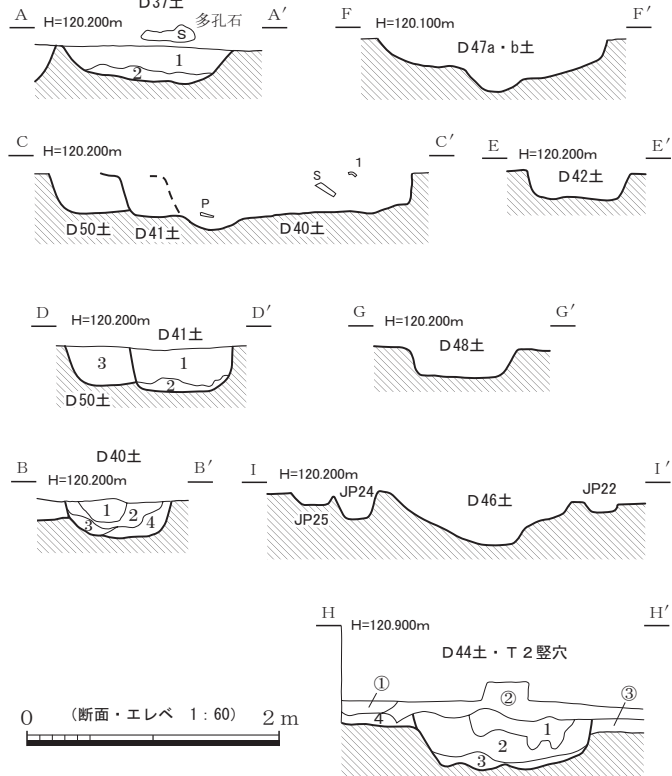 D37土
A H=120.200m 多孔石 A′
S
1
2
F H=120.100m F′
D47a・b土
C H=120.200m C′
S 1
P
D50土 D41土 D40土
E H=120.200m E′
D42土
D H=120.200m D′
D41土
3 1
2
D50土
G H=120.200m G′
D48土
D40土
B H=120.200m B′
1 2
3 4
I H=120.200m I′
JP24 D46土 JP22
JP25
H H=120.900m H′
D44土・T2竪穴
① ② ③
4 1
2
3
0 (断面・エレベ 1:60) 2m